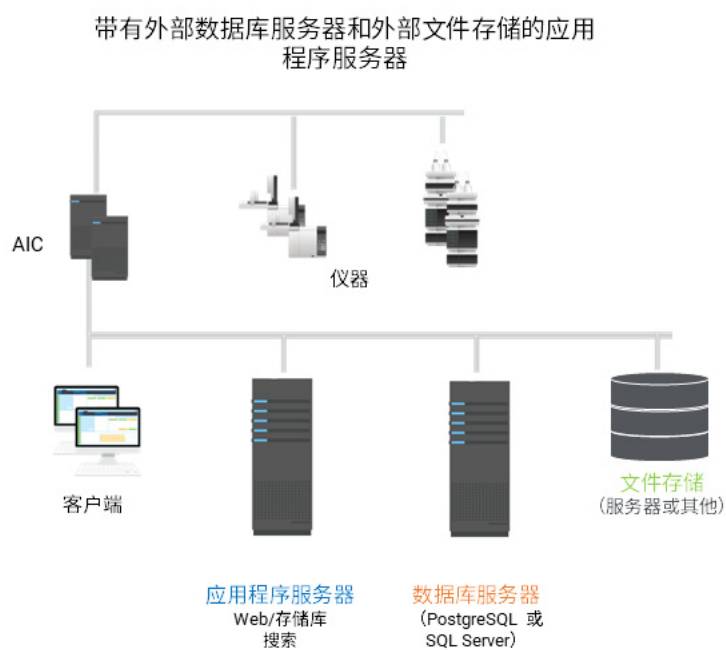 带有外部数据库服务器和外部文件存储的应用
程序服务器
AIC
仪器
客户端
文件存储
（服务器或其他）
应用程序服务器
Web/存储库
搜索
数据库服务器
（PostgreSQL 或
SQL Server）